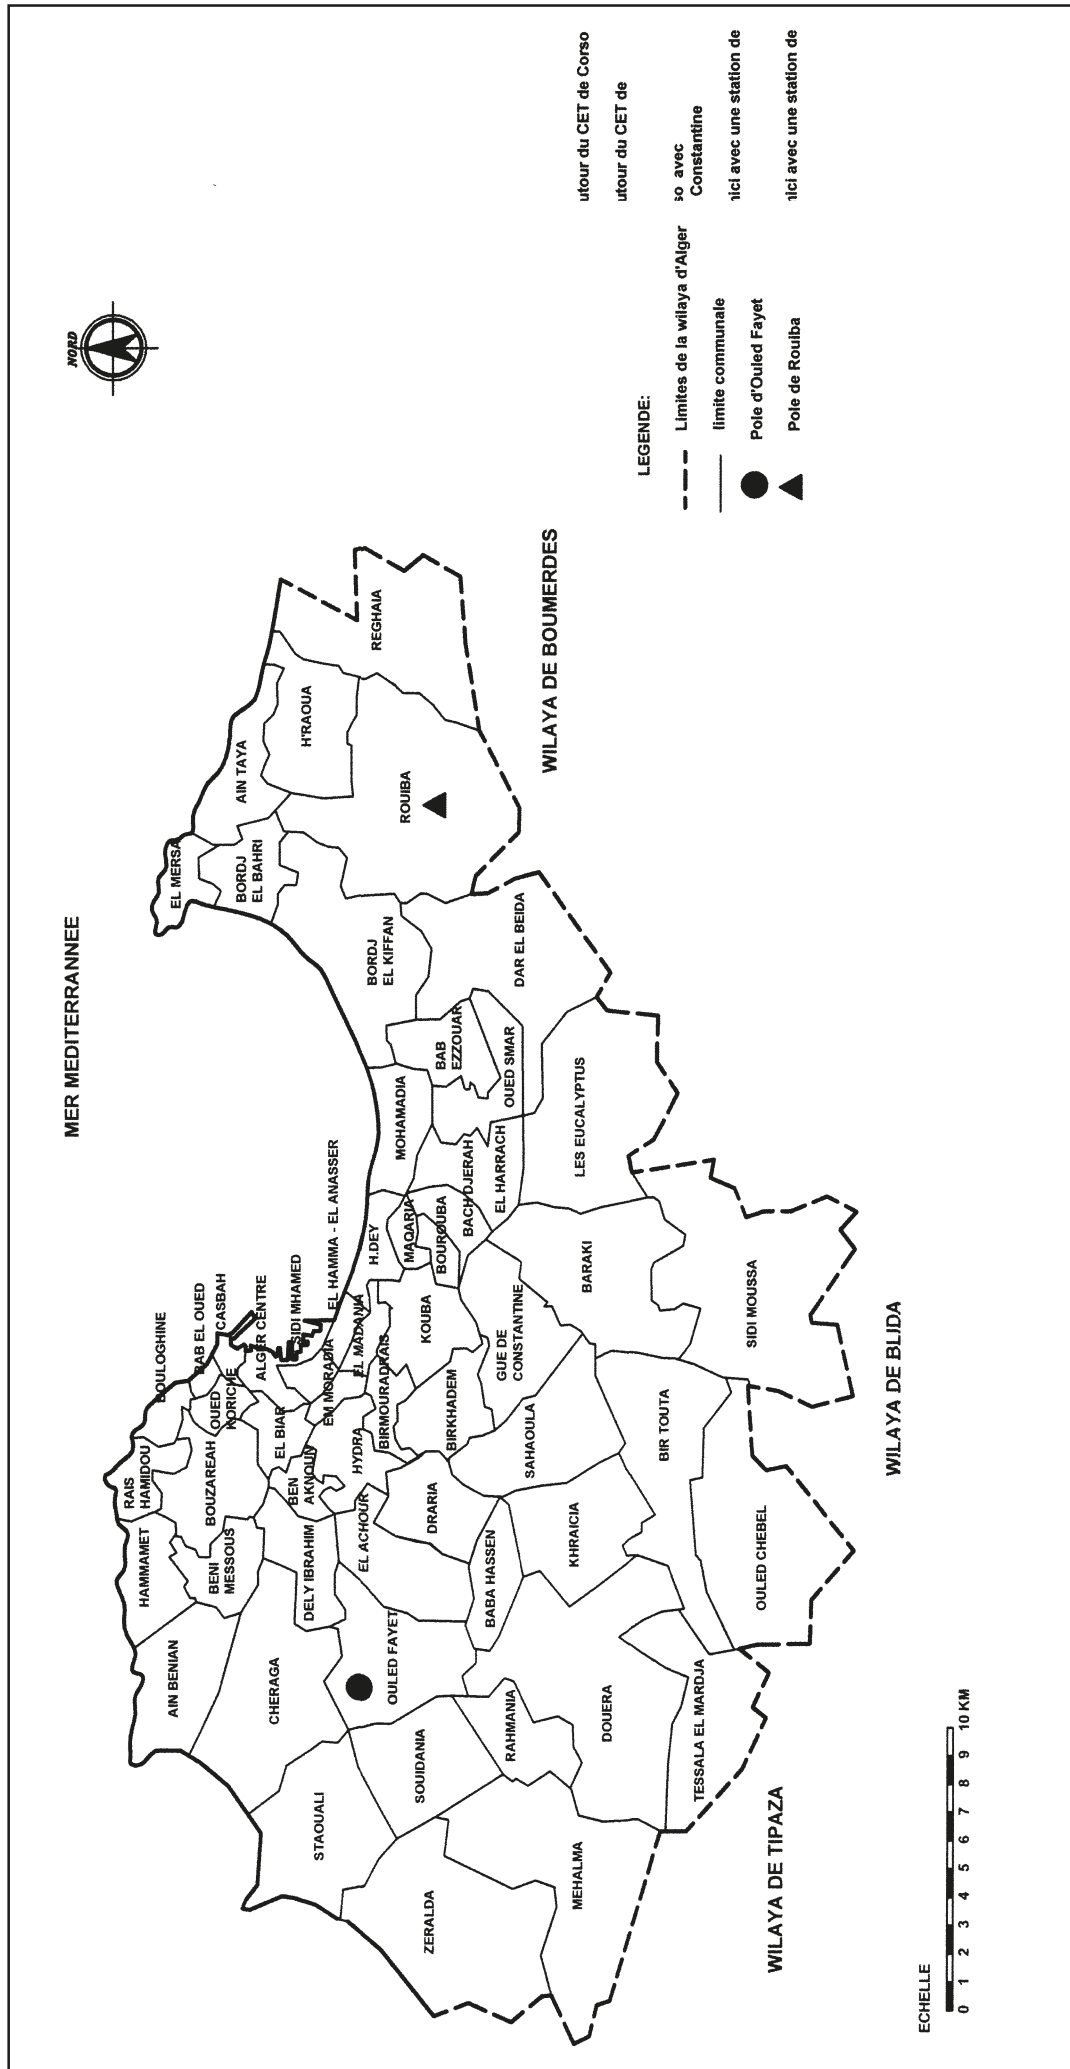 NORD
MER MEDITERRANNEE
RAIS
HAMIDOU
BOULOGHINE
HAMMAMET
BAB EL OUED
CASBAH
EL MERSA
AIN BENIAN
BOUZAREAH
BENI
MESSOUS
OUED
KORICHE
ALGER CENTRE
SIDI MHAMED
EL HAMMA - EL ANASSER
BORDJ
EL BAHRI
AIN TAYA
H'RAOUA
CHERAGA
DELY IBRAHIM
BEN
AKNOUN
EL BIAR
EM MORADIA
EL MADANIA
H.DEY
MOHAMADIA
BORDJ
EL KIFFAN
REGHAIA
STAOUALI
OULED FAYET
EL ACHOUR
HYDRA
BIRMOURADRAIS
KOUBA
MAQARIA
BOUROUBA
BACH DJERAH
BAB
EZZOUAR
ROUIBA
ZERALDA
SOUIDANIA
DRARIA
BIRKHADEM
GUE DE
CONSTANTINE
EL HARRACH
OUED SMAR
DAR EL BEIDA
RAHMANIA
BABA HASSEN
SAHAOULA
MEHALMA
DOUERA
KHRAICIA
BARAKI
LES EUCALYPTUS
TESSALA EL MARDJA
BIR TOUTA
OULED CHEBEL
SIDI MOUSSA
WILAYA DE BOUMERDES
WILAYA DE TIPAZA
WILAYA DE BLIDA
ECHELLE
0 1 2 3 4 5 6 7 8 9 10 KM
LEGENDE:
Limites de la wilaya d'Alger
limite communale
Pole d'Ouled Fayet
Pole de Rouiba
utour du CET de Corso
utour du CET de
so avec
Constantine
nici avec une station de
nici avec une station de